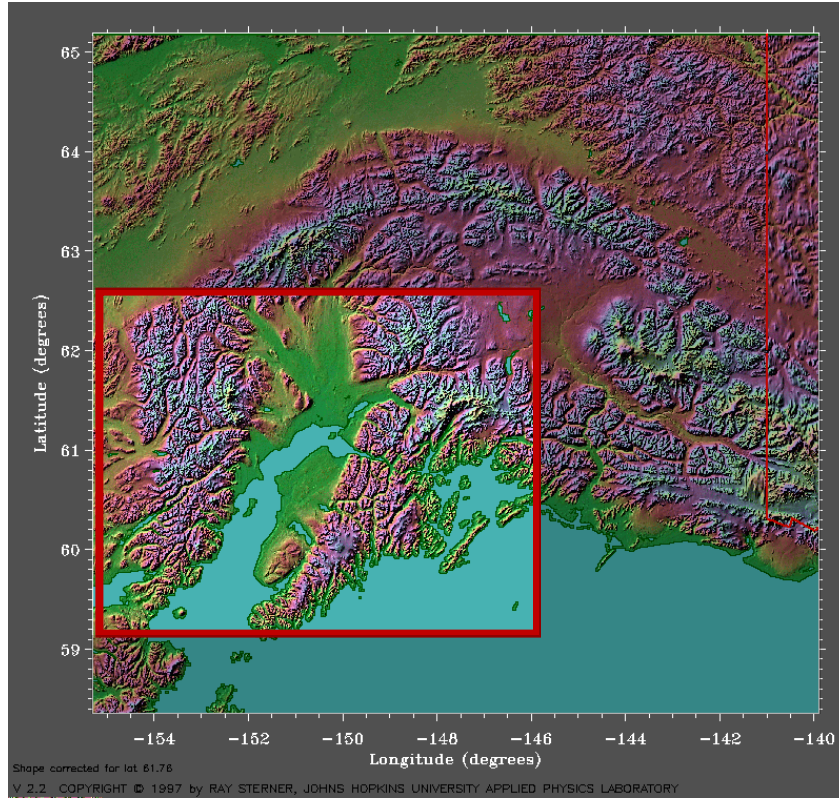 65
64
63
62
61
60
59
Latitude (degrees)
-154 -152 -150 -148 -146 -144 -142 -140
Longitude (degrees)
Shape corrected for lat 61.76
V 2.2 COPYRIGHT © 1997 by RAY STERNER, JOHNS HOPKINS UNIVERSITY APPLIED PHYSICS LABORATORY